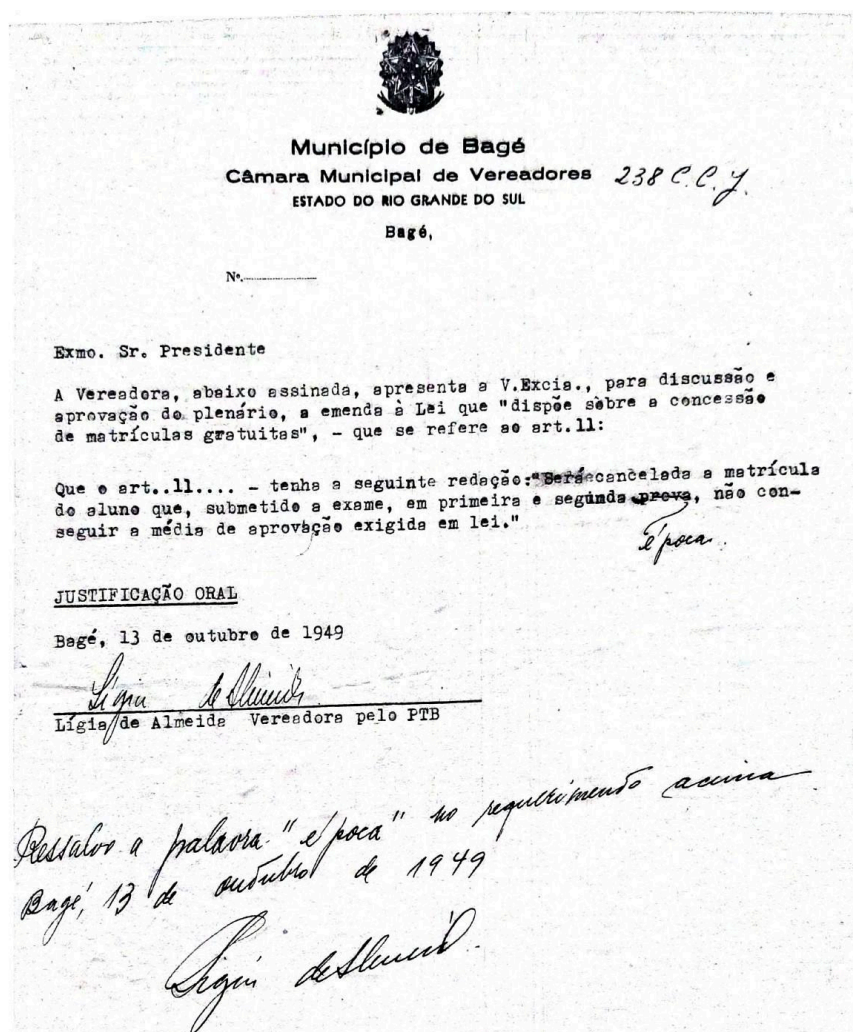 Município de Bagé
Câmara Municipal de Vereadores 238 C.C.J.
ESTADO DO RIO GRANDE DO SUL
Bagé,
Nº.
Exmo. Sr. Presidente
A Vereadora, abaixo assinada, apresenta a V.Excia., para discussão e
aprovação do plenário, a emenda à Lei que "dispõe sôbre a concessão
de matrículas gratuitas", - que se refere ao art.11:
Que o art..11.... - tenha a seguinte redação:"Será cancelada a matrícula
do aluno que, submetido a exame, em primeira e segunda prova, não con-
seguir a média de aprovação exigida em lei."
época.
JUSTIFICAÇÃO ORAL
Bagé, 13 de outubro de 1949
Lígia de Almeida
Lígia de Almeida Vereadora pelo PTB
Ressalvo a palavra "época" no requerimento acima
Bagé, 13 de outubro de 1949
Lígia de Almeida.